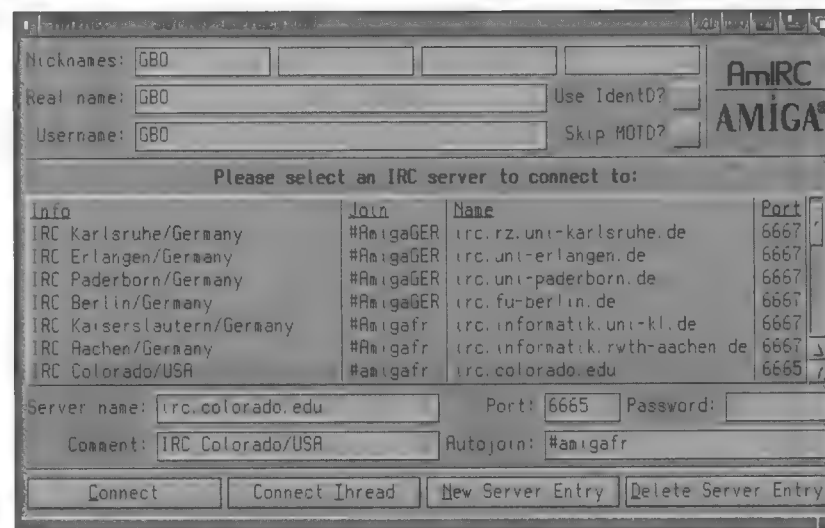 Nicknames: GBO
AmIRC
Real name: GBO Use IdentD?
AMIGA
Username: GBO Skip MOTD?
Please select an IRC server to connect to:
Info Join Name Port
IRC Karlsruhe/Germany #AmigaGER irc.rz.uni-karlsruhe.de 6667
IRC Erlangen/Germany #AmigaGER irc.uni-erlangen.de 6667
IRC Paderborn/Germany #AmigaGER irc.uni-paderborn.de 6667
IRC Berlin/Germany #AmigaGER irc.fu-berlin.de 6667
IRC Kaiserslautern/Germany #Amigafr irc.informatik.uni-kl.de 6667
IRC Aachen/Germany #Amigafr irc.informatik.rwth-aachen de 6667
IRC Colorado/USA #amigafr irc.colorado.edu 6665
Server name: irc.colorado.edu Port: 6665 Password:
Comment: IRC Colorado/USA Autojoin: #amigafr
Connect Connect Thread New Server Entry Delete Server Entry